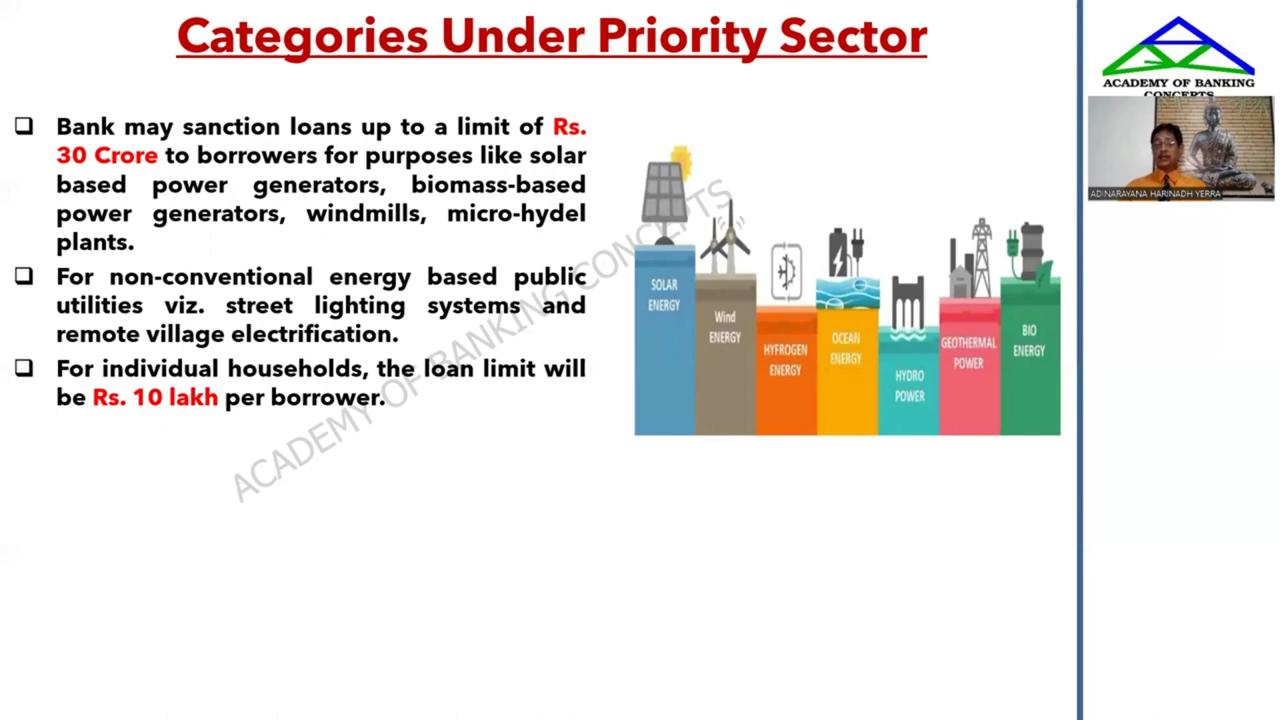 Categories Under Priority Sector
❑ Bank may sanction loans up to a limit of Rs.
30 Crore to borrowers for purposes like solar
based power generators, biomass-based
power generators, windmills, micro-hydel
plants.
❑ For non-conventional energy based public
utilities viz. street lighting systems and
remote village electrification.
❑ For individual households, the loan limit will
be Rs. 10 lakh per borrower.
ACADEMY OF BANKING CONCEPTS
SOLAR
ENERGY
Wind
ENERGY
HYFROGEN
ENERGY
OCEAN
ENERGY
HYDRO
POWER
GEOTHERMAL
POWER
BIO
ENERGY
ACADEMY OF BANKING
CONCEPTS
ADINARAYANA HARINADH YERRA